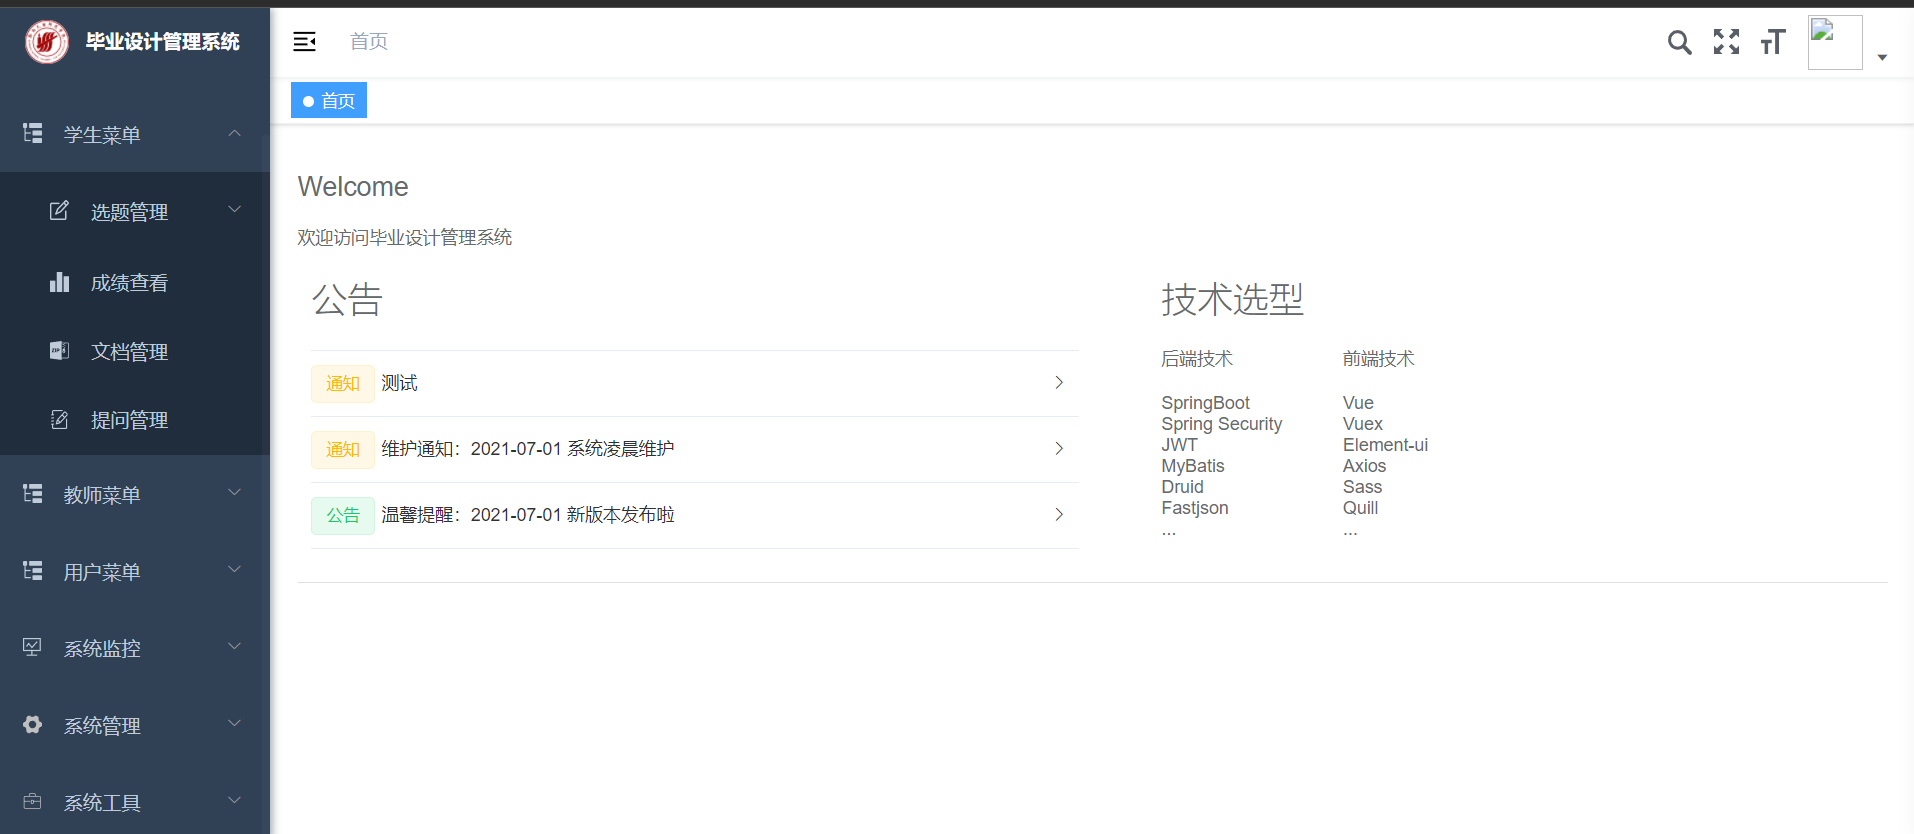 毕业设计管理系统
首页
首页
学生菜单
选题管理
成绩查看
文档管理
提问管理
教师菜单
用户菜单
系统监控
系统管理
系统工具
Welcome
欢迎访问毕业设计管理系统
公告
通知 测试
通知 维护通知：2021-07-01 系统凌晨维护
公告 温馨提醒：2021-07-01 新版本发布啦
技术选型
后端技术
SpringBoot
Spring Security
JWT
MyBatis
Druid
Fastjson
...
前端技术
Vue
Vuex
Element-ui
Axios
Sass
Quill
...